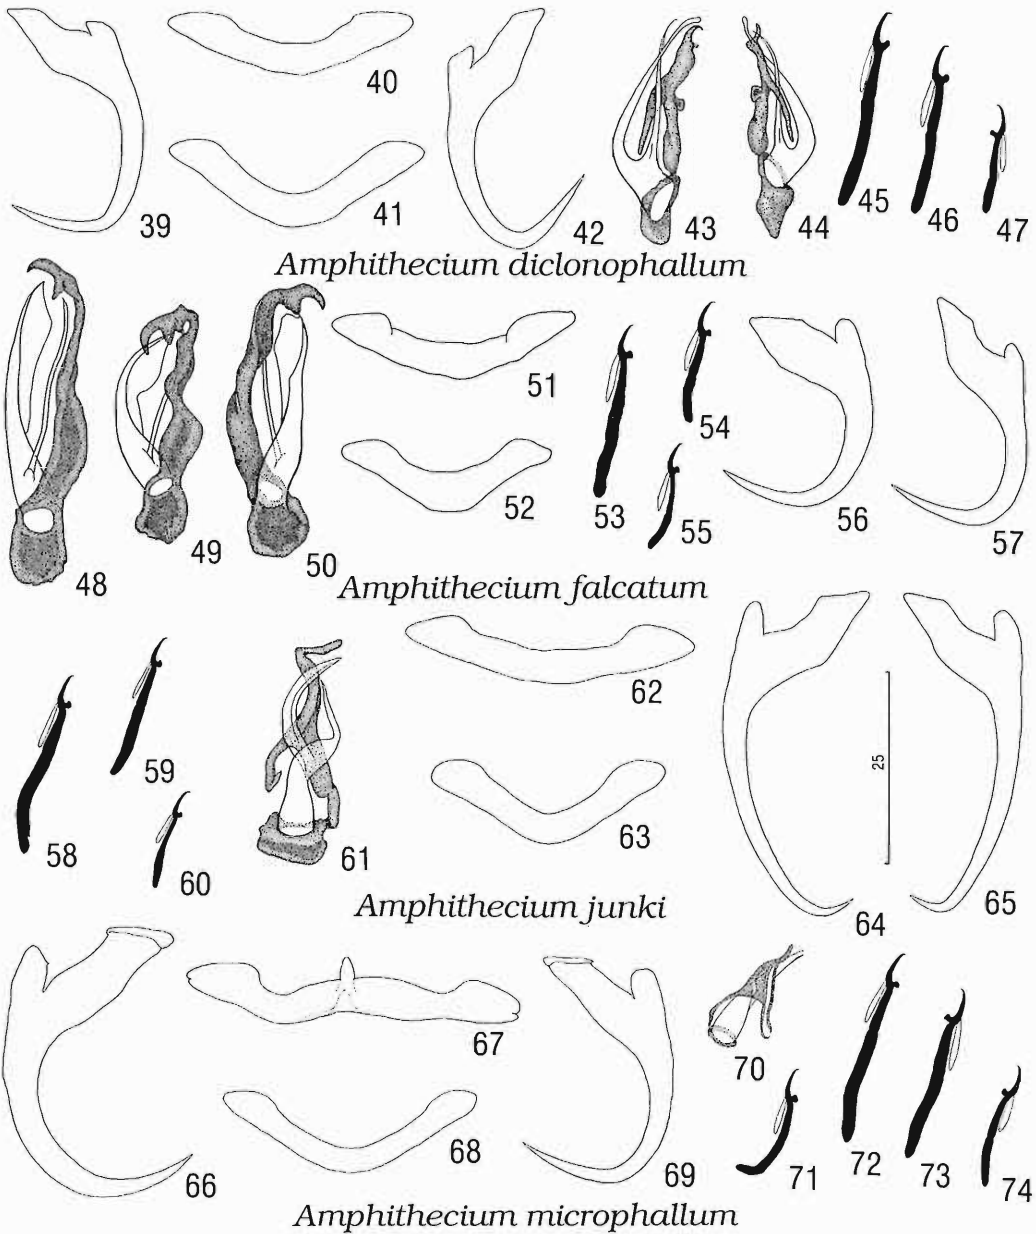 39 40 41 42 43 44 45 46 47
Amphithecium diclonophallum
48 49 50 51 52 53 54 55 56 57
Amphithecium falcatum
58 59 60 61 62 63 64 25 65
Amphithecium junki
66 67 68 69 70 71 72 73 74
Amphithecium microphallum